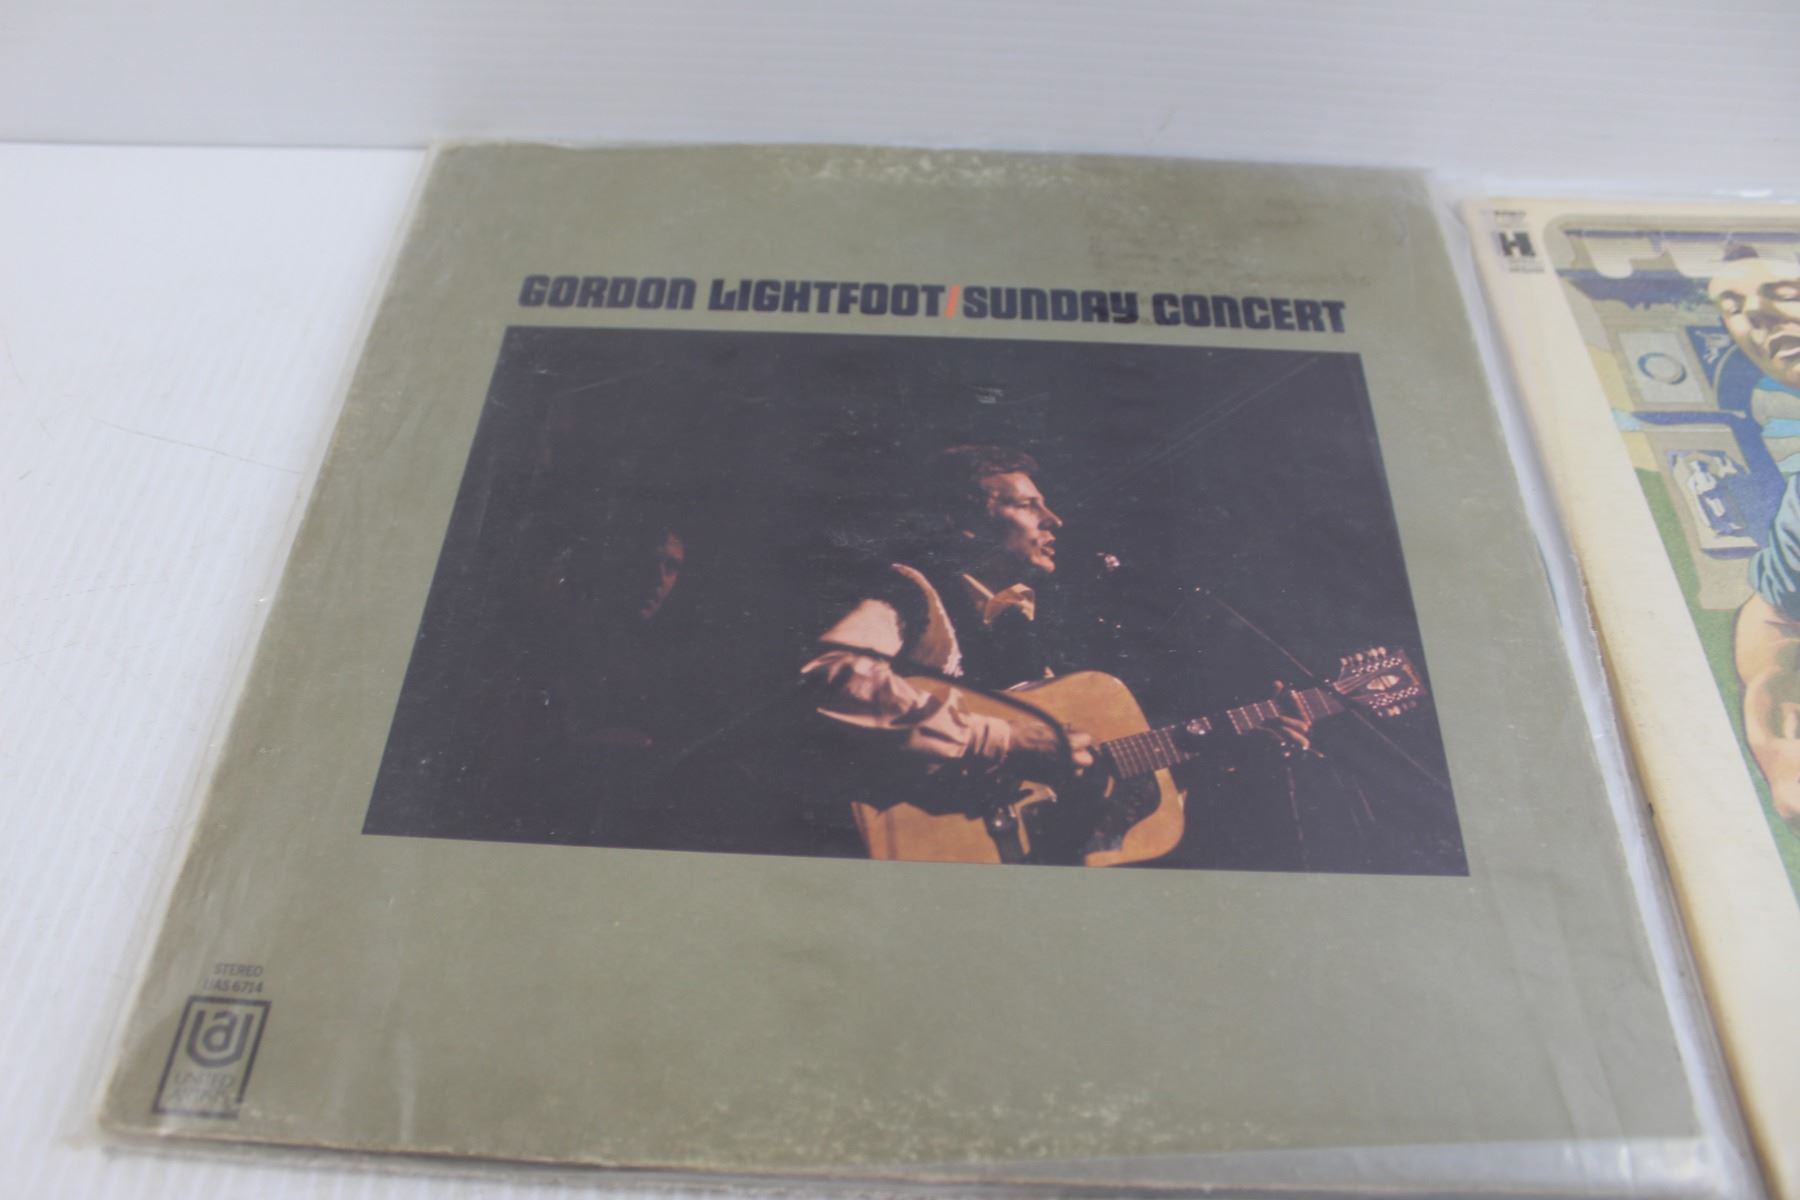 GORDON LIGHTFOOT/SUNDAY CONCERT
STEREO
UAS 6714
UNITED
ARTISTS
H